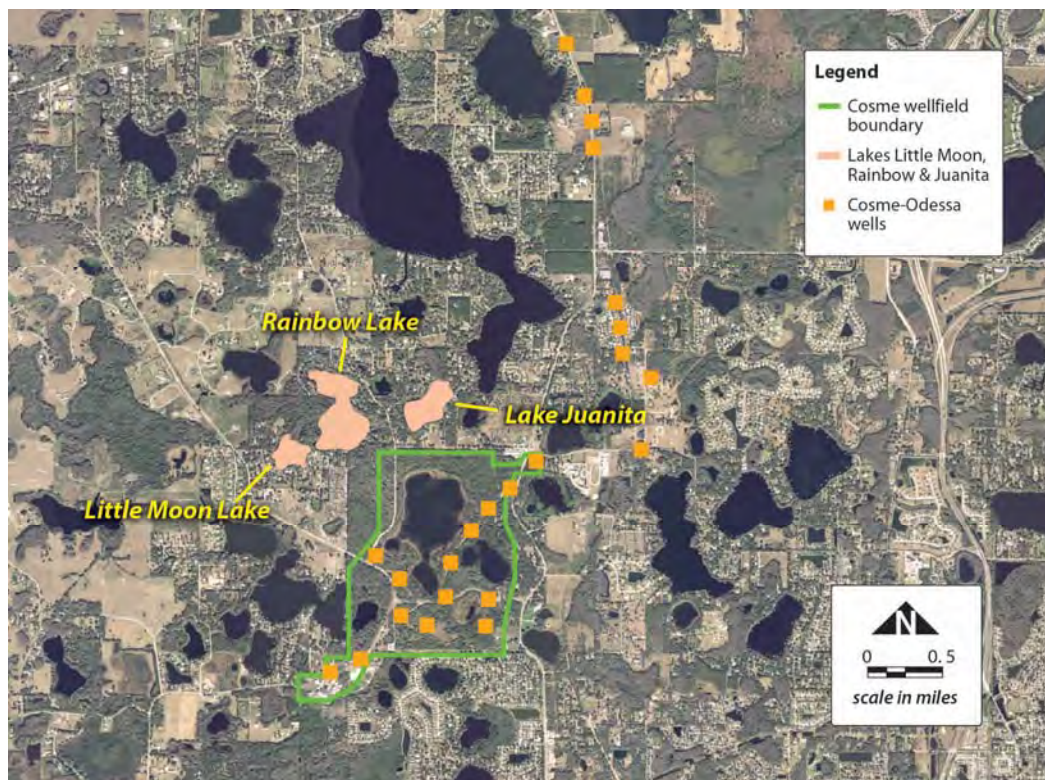 Legend
Cosme wellfield
boundary
Lakes Little Moon,
Rainbow & Juanita
Cosme-Odessa
wells
Rainbow Lake
Lake Juanita
Little Moon Lake
N
0 0.5
scale in miles